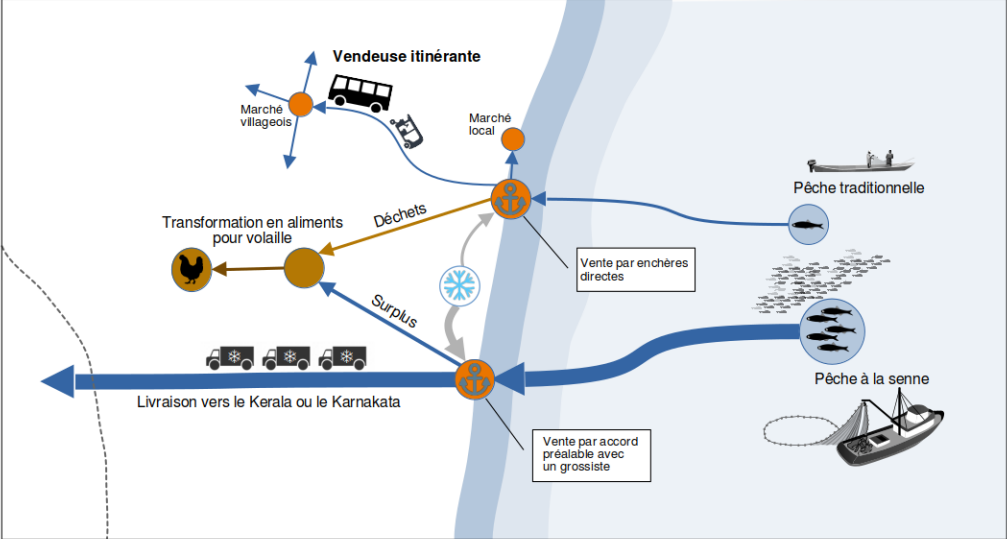 Vendeuse itinérante
Marché
villageois
Marché
local
Pêche traditionnelle
Déchets
Transformation en aliments
pour volaille
Vente par enchères
directes
Surplus
Pêche à la senne
Livraison vers le Kerala ou le Karnakata
Vente par accord
préalable avec
un grossiste